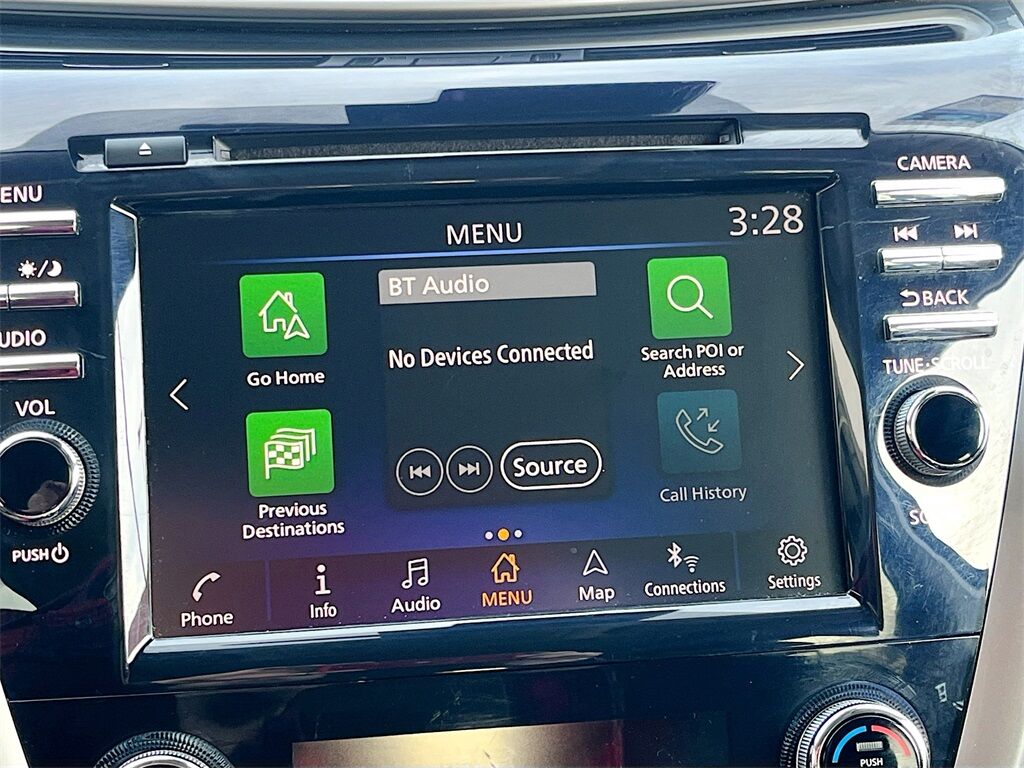 CAMERA
ENU
MENU
3:28
BT Audio
BACK
No Devices Connected
UDIO
Go Home
Search POI or
Address
TUNE·SCROLL
VOL
Source
Call History
Previous
Destinations
PUSH
Phone
Info
Audio
MENU
Map
Connections
Settings
PUSH